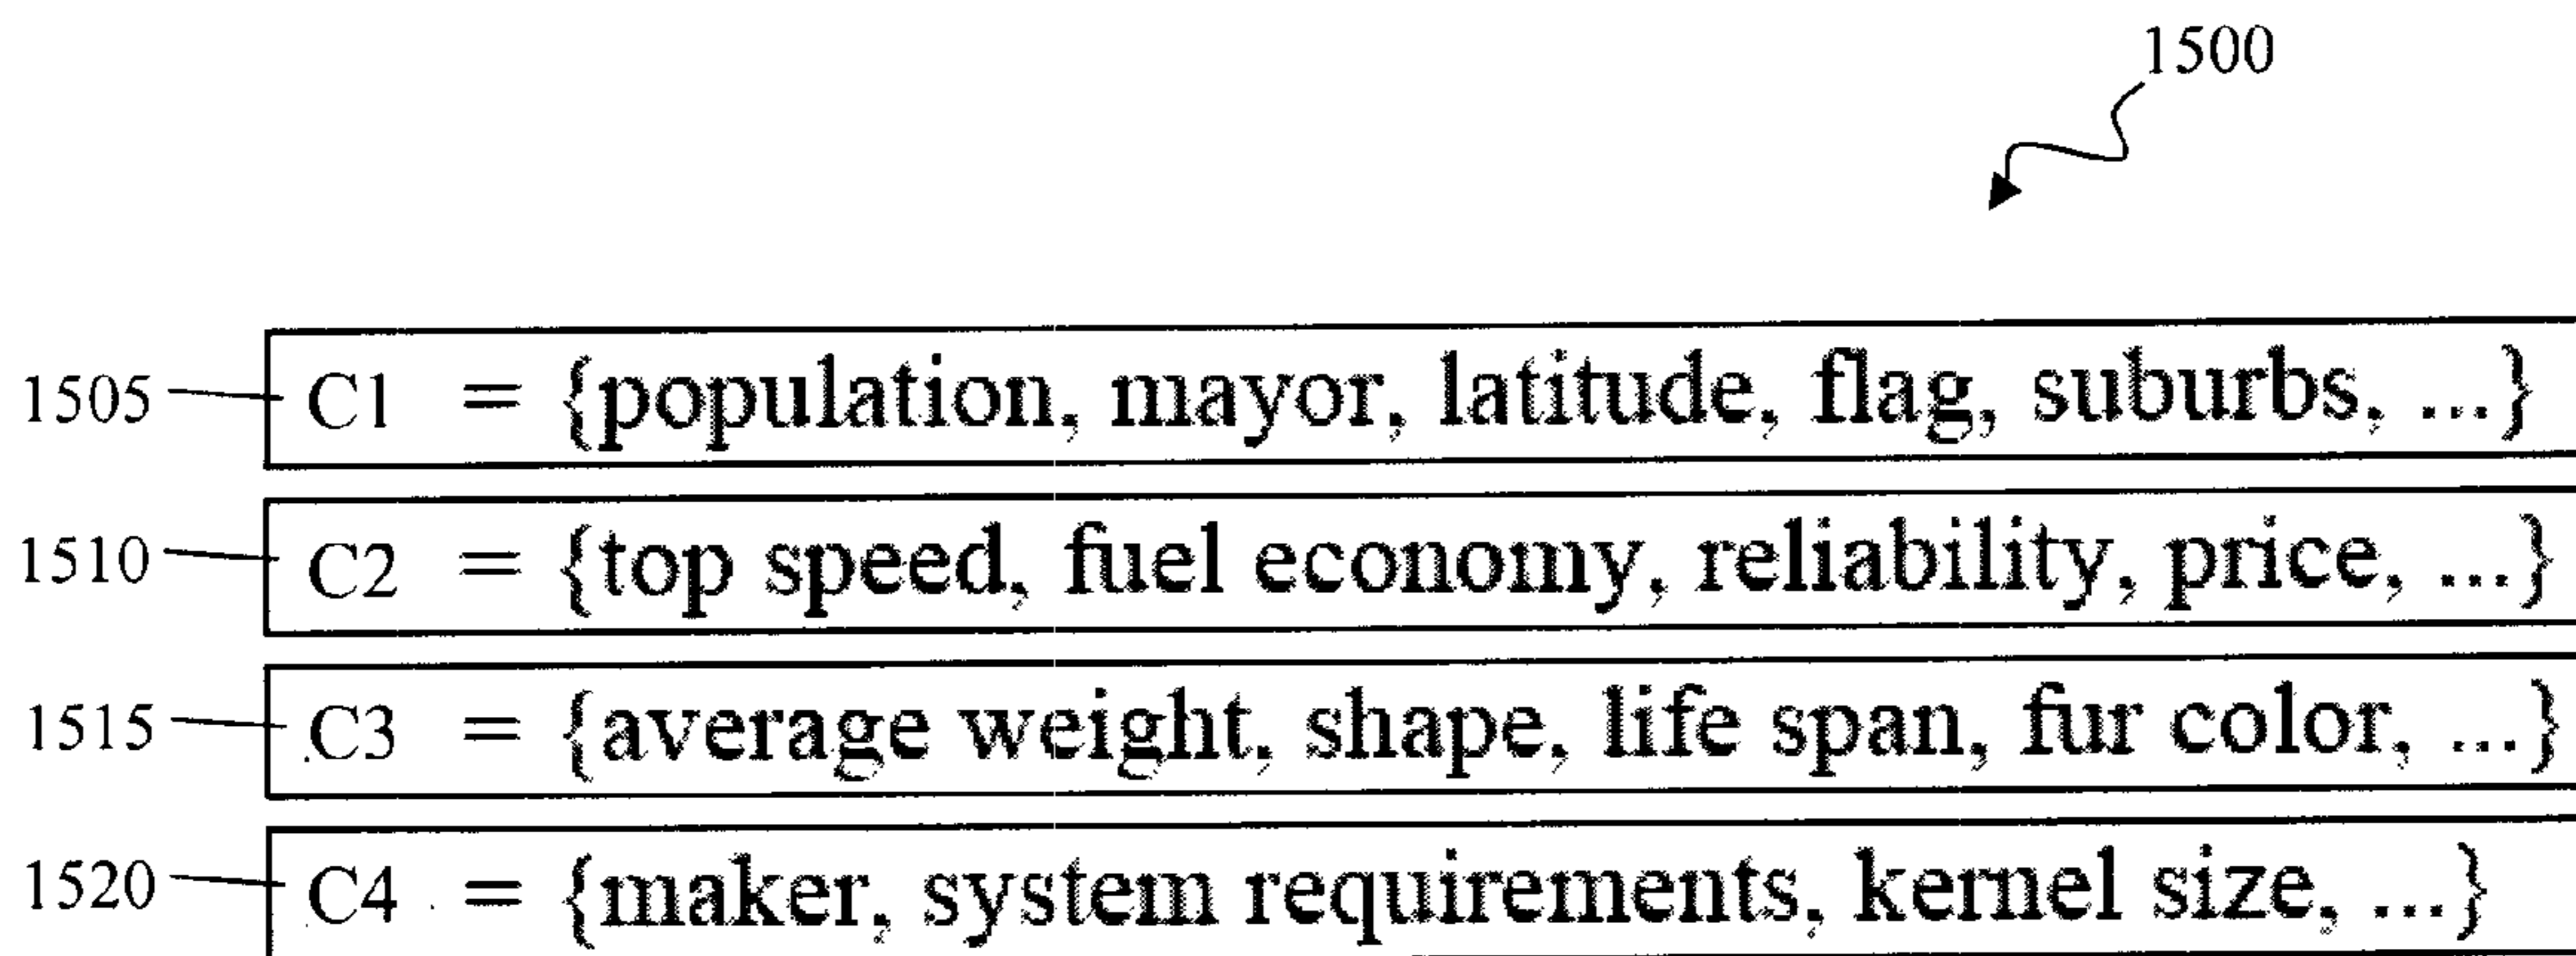 1500
1505 C1 = {population, mayor, latitude, flag, suburbs, ...}
1510 C2 = {top speed, fuel economy, reliability, price, ...}
1515 C3 = {average weight, shape, life span, fur color, ...}
1520 C4 = {maker, system requirements, kernel size, ...}